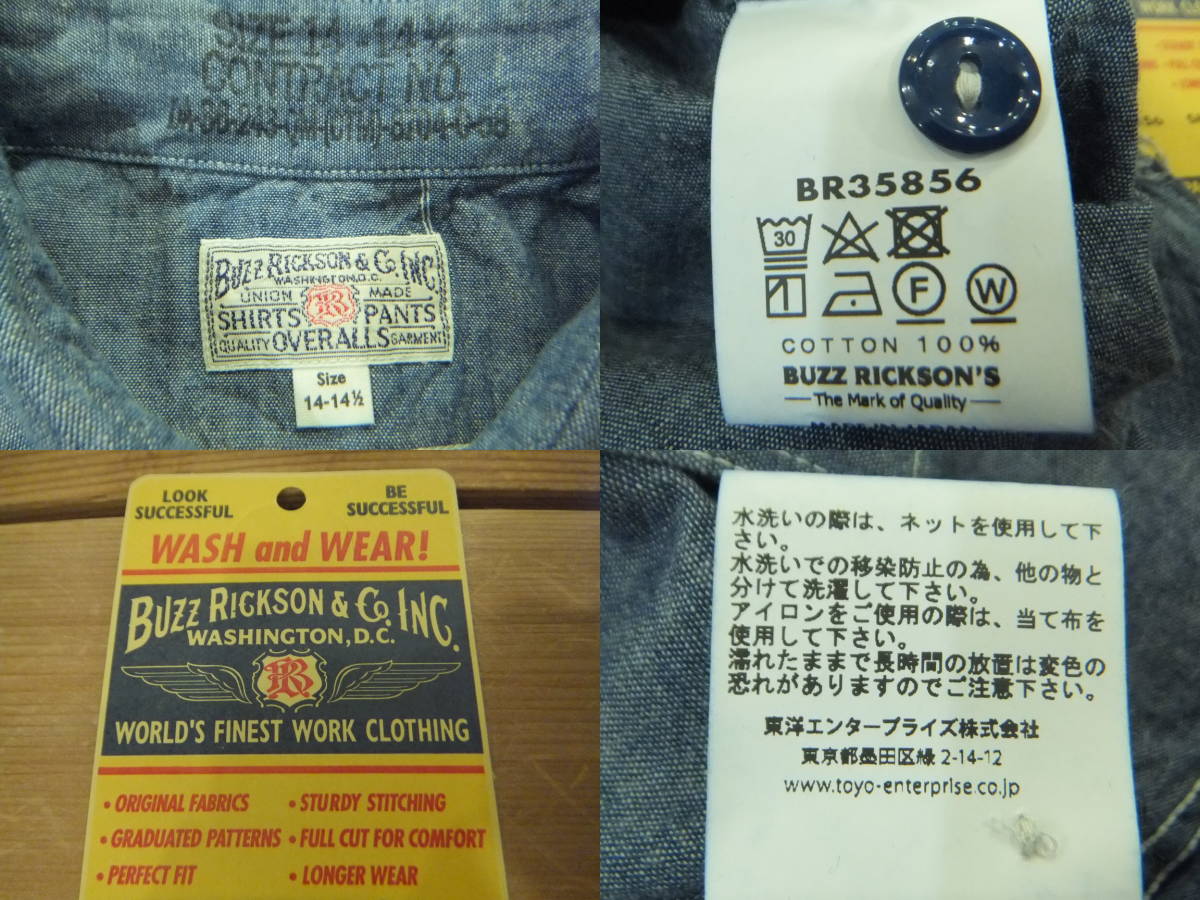 SIZE 14-14½
CONTRACT NO.
BUZZ RICKSON & Co. INC.
WASHINGTON, D.C.
UNION MADE
SHIRTS BR PANTS
QUALITY OVERALLS GARMENT
Size
14-14½
BR35856
30
F W
COTTON 100%
BUZZ RICKSON'S
The Mark of Quality
MADE IN JAPAN
LOOK
SUCCESSFUL
BE
SUCCESSFUL
WASH and WEAR!
BUZZ RICKSON & Co. INC.
WASHINGTON, D.C.
BR
WORLD'S FINEST WORK CLOTHING
• ORIGINAL FABRICS
• STURDY STITCHING
• GRADUATED PATTERNS
• FULL CUT FOR COMFORT
• PERFECT FIT
• LONGER WEAR
水洗いの際は、ネットを使用して下
さい。
水洗いでの移染防止の為、他の物と
分けて洗濯して下さい。
アイロンをご使用の際は、当て布を
使用して下さい。
濡れたままで長時間の放置は変色の
恐れがありますのでご注意下さい。
東洋エンタープライズ株式会社
東京都墨田区緑 2-14-12
www.toyo-enterprise.co.jp